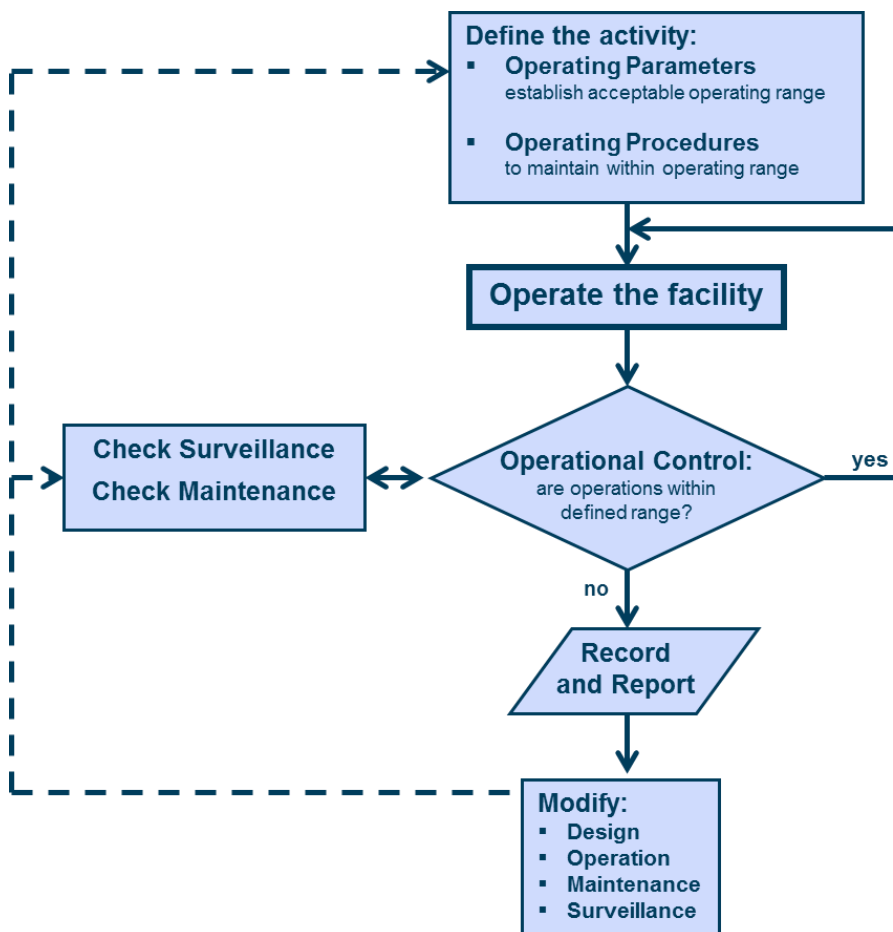 Define the activity:
▪ Operating Parameters
establish acceptable operating range
▪ Operating Procedures
to maintain within operating range
Operate the facility
Check Surveillance
Check Maintenance
Operational Control:
are operations within
defined range?
yes
no
Record
and Report
Modify:
▪ Design
▪ Operation
▪ Maintenance
▪ Surveillance